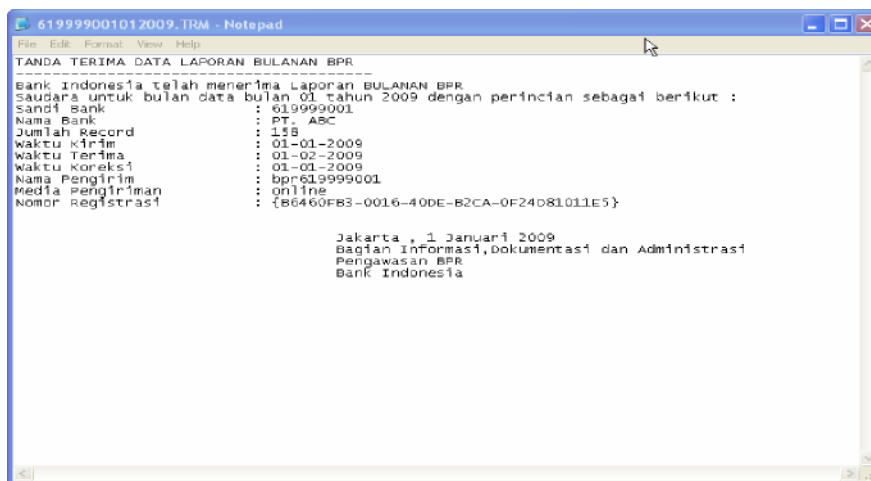 619999001012009.TRM - Notepad
File Edit Format View Help
TANDA TERIMA DATA LAPORAN BULANAN BPR
----------------------------------------
Bank Indonesia telah menerima Laporan BULANAN BPR
Saudara untuk bulan data bulan 01 tahun 2009 dengan perincian sebagai berikut :
Sandi Bank : 619999001
Nama Bank : PT. ABC
Jumlah Record : 158
Waktu Kirim : 01-01-2009
Waktu Terima : 01-02-2009
Waktu Koreksi : 01-01-2009
Nama Pengirim : bpr619999001
Media Pengiriman : online
Nomor Registrasi : {B6460FB3-0016-40DE-B2CA-0F24D81011E5}
Jakarta , 1 Januari 2009
Bagian Informasi,Dokumentasi dan Administrasi
Pengawasan BPR
Bank Indonesia